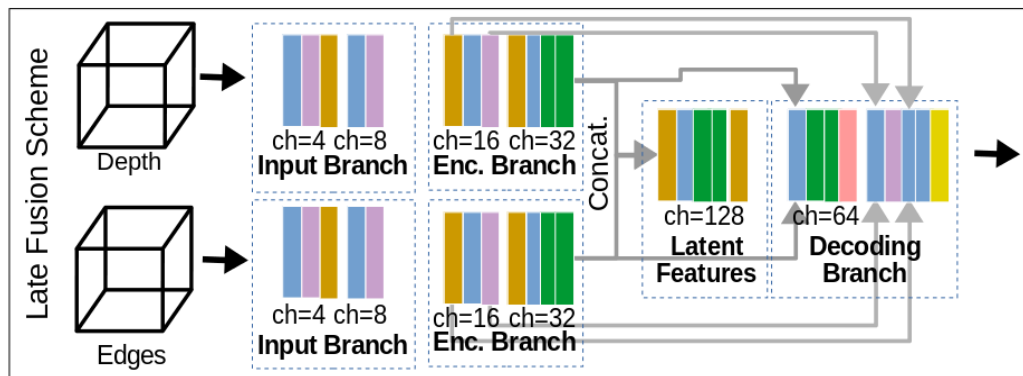 Late Fusion Scheme
Depth
ch=4 ch=8
Input Branch
ch=16 ch=32
Enc. Branch
Concat.
ch=128
Latent
Features
ch=64
Decoding
Branch
Edges
ch=4 ch=8
Input Branch
ch=16 ch=32
Enc. Branch